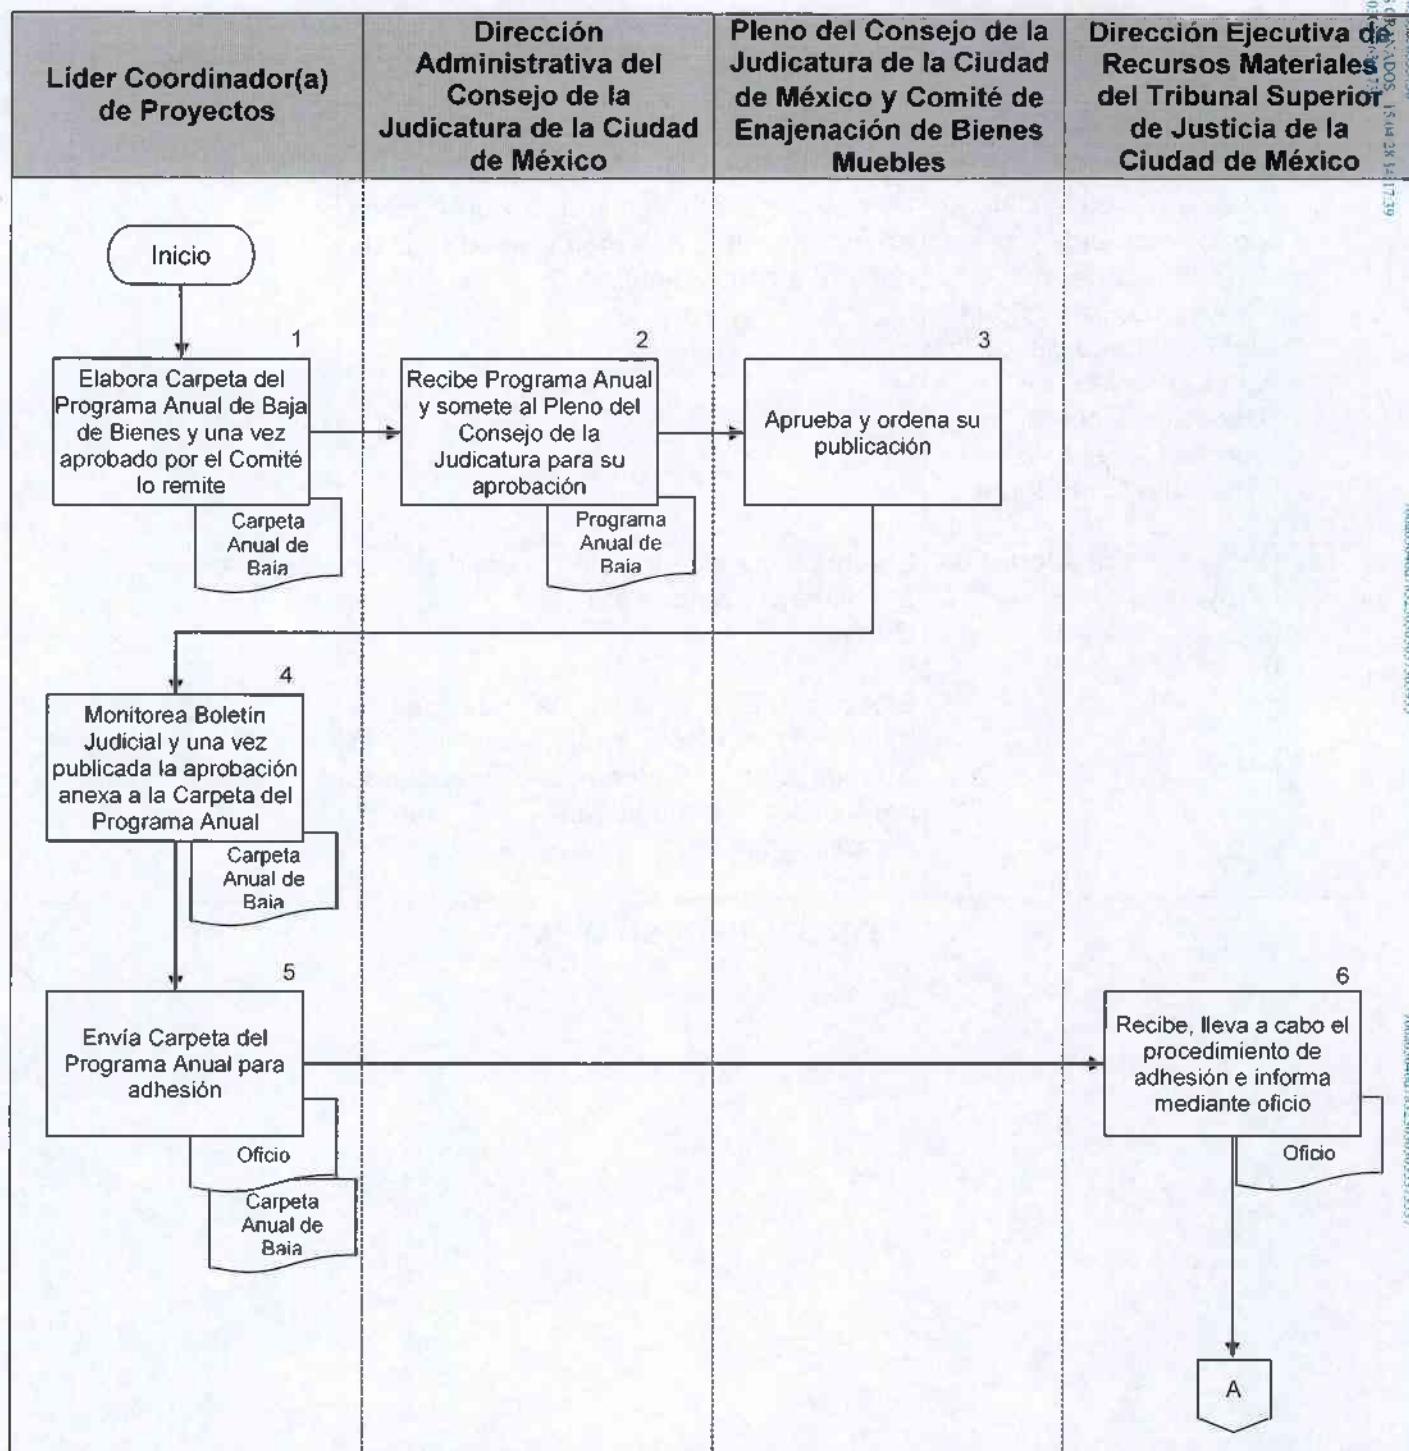 Líder Coordinador(a)
de Proyectos
Dirección
Administrativa del
Consejo de la
Judicatura de la Ciudad
de México
Pleno del Consejo de la
Judicatura de la Ciudad
de México y Comité de
Enajenación de Bienes
Muebles
Dirección Ejecutiva de
Recursos Materiales
del Tribunal Superior
de Justicia de la
Ciudad de México
Inicio
1
Elabora Carpeta del
Programa Anual de Baja
de Bienes y una vez
aprobado por el Comité
lo remite
Carpeta
Anual de
Baja
2
Recibe Programa Anual
y somete al Pleno del
Consejo de la
Judicatura para su
aprobación
Programa
Anual de
Baja
3
Aprueba y ordena su
publicación
4
Monitorea Boletín
Judicial y una vez
publicada la aprobación
anexa a la Carpeta del
Programa Anual
Carpeta
Anual de
Baja
5
Envía Carpeta del
Programa Anual para
adhesión
Oficio
Carpeta
Anual de
Baja
6
Recibe, lleva a cabo el
procedimiento de
adhesión e informa
mediante oficio
Oficio
A